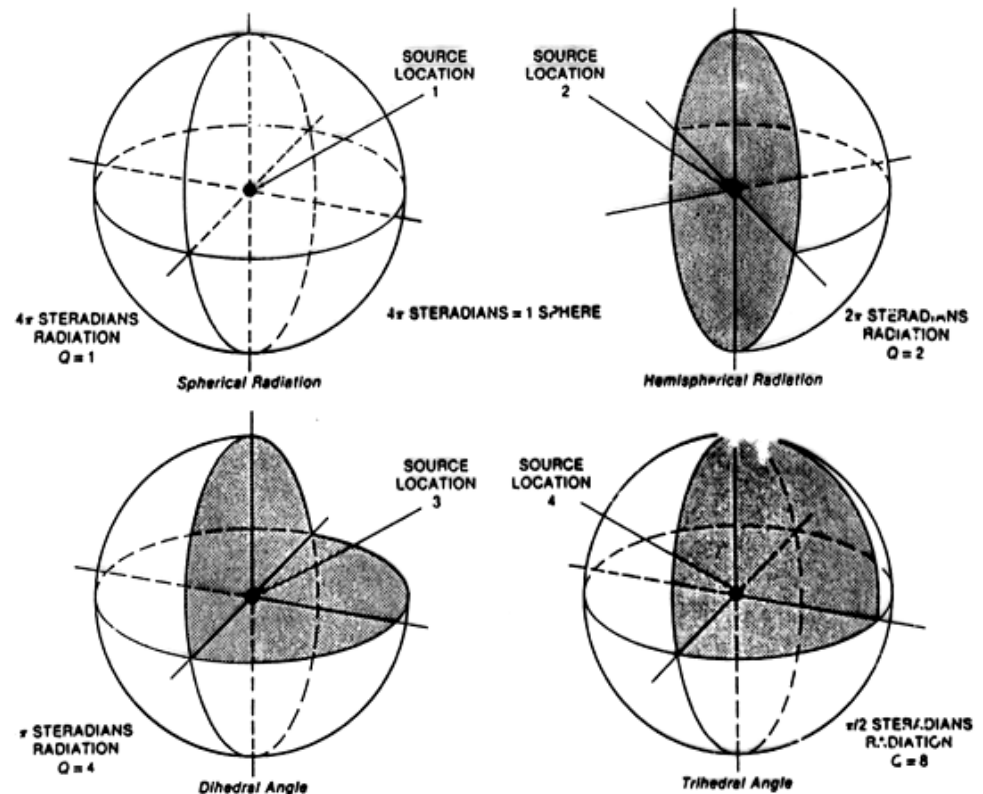 SOURCE
LOCATION
1
4π STERADIANS
RADIATION
Q = 1
4π STERADIANS = 1 SPHERE
Spherical Radiation
SOURCE
LOCATION
2
2π STERADIANS
RADIATION
Q = 2
Hemispherical Radiation
SOURCE
LOCATION
3
π STERADIANS
RADIATION
Q = 4
Dihedral Angle
SOURCE
LOCATION
4
π/2 STERADIANS
RADIATION
Q = 8
Trihedral Angle